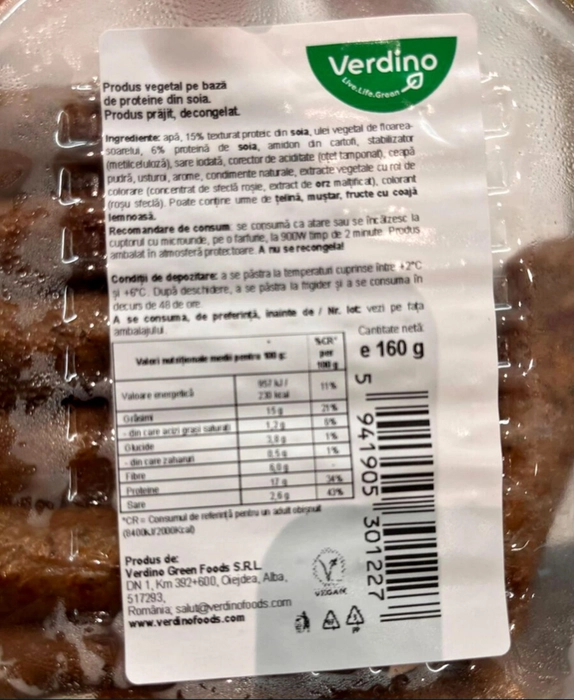 Verdino
Live.Life.Green
Produs vegetal pe bază
de proteine din soia.
Produs prăjit, decongelat.
Ingrediente: apă, 15% texturat proteic din soia, ulei vegetal de floarea-
soarelui, 6% proteină de soia, amidon din cartofi, stabilizator
(metilceluloză), sare iodată, corector de aciditate (oțet tamponat), ceapă
pudră, usturoi, arome, condimente naturale, extracte vegetale cu rol de
colorare (concentrat de sfeclă roșie, extract de orz maltificat), colorant
(roșu sfeclă). Poate conține urme de țelină, muștar, fructe cu coajă
lemnoasă.
Recomandare de consum: se consumă ca atare sau se încălzesc la
cuptorul cu microunde, pe o farfurie, la 900W timp de 2 minute. Produs
ambalat în atmosferă protectoare. A nu se recongela!
Condiții de depozitare: a se păstra la temperaturi cuprinse între +2°C
și +6°C. După deschidere, a se păstra la frigider și a se consuma în
decurs de 48 de ore.
A se consuma, de preferință, înainte de / Nr. lot: vezi pe fața
ambalajului.
Cantitate netă:
e 160 g
Valori nutriționale medii pentru 100 g: %CR* per 100 g
Valoare energetică 957 kJ/ 230 kcal 11%
Grăsimi 15 g 21%
- din care acizi grași saturați 1,2 g 6%
Glucide 1%
- din care zaharuri 1%
Fibre
Proteine 17 g 34%
Sare 2,6 g 43%
*CR = Consumul de referință pentru un adult obișnuit
(8400kJ/2000kcal)
Produs de:
Verdino Green Foods S.R.L.
DN 1, Km 392+600, Oiejdea, Alba,
517293,
România, salut@verdinofoods.com
www.verdinofoods.com
VEGAN
5 941905 301227